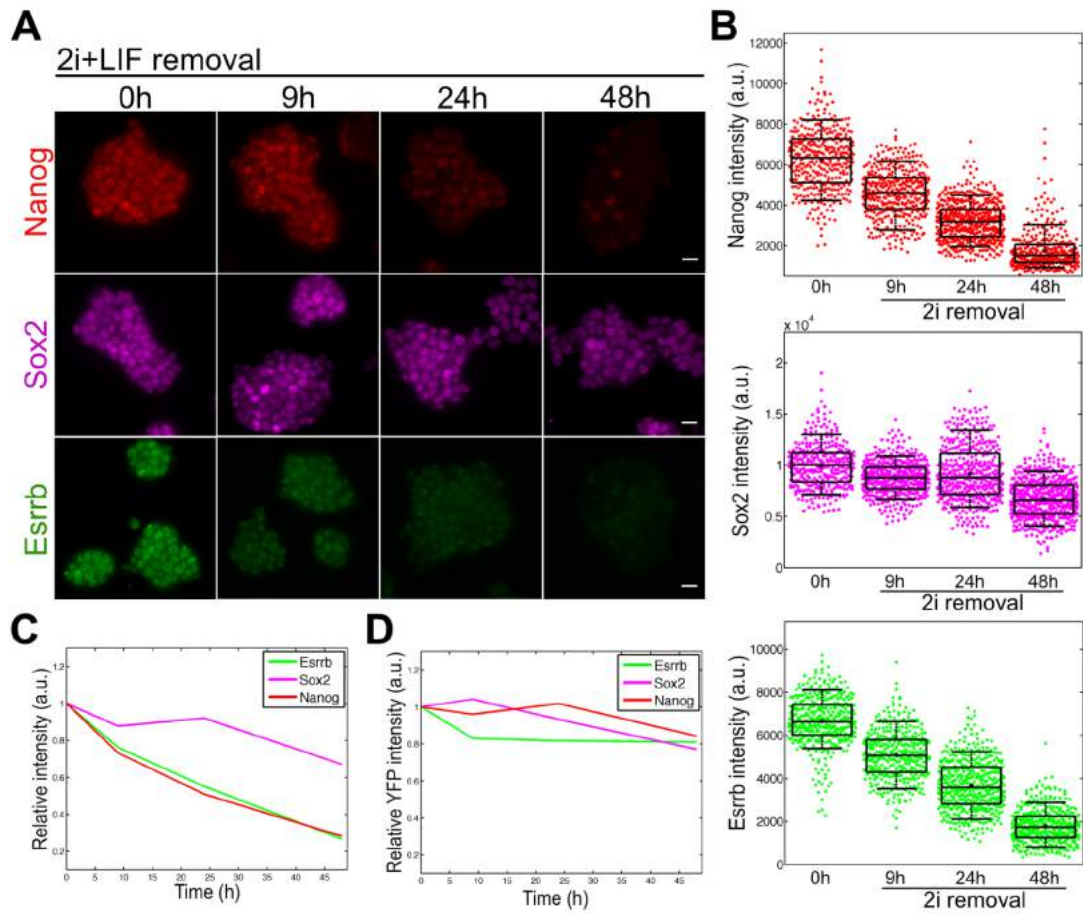 A
2i+LIF removal
0h 9h 24h 48h
Nanog
Sox2
Esrrb
B
Nanog intensity (a.u.)
12000
10000
8000
6000
4000
2000
0h 9h 24h 48h
2i removal
x 10⁴
Sox2 intensity (a.u.)
2
1.5
1
0.5
0
0h 9h 24h 48h
2i removal
C
Relative intensity (a.u.)
1.2
1
0.8
0.6
0.4
0.2
Esrrb
Sox2
Nanog
0 5 10 15 20 25 30 35 40 45
Time (h)
D
Relative YFP intensity (a.u.)
1.2
1
0.8
0.6
0.4
0.2
Esrrb
Sox2
Nanog
0 5 10 15 20 25 30 35 40 45
Time (h)
Esrrb intensity (a.u.)
10000
8000
6000
4000
2000
0
0h 9h 24h 48h
2i removal